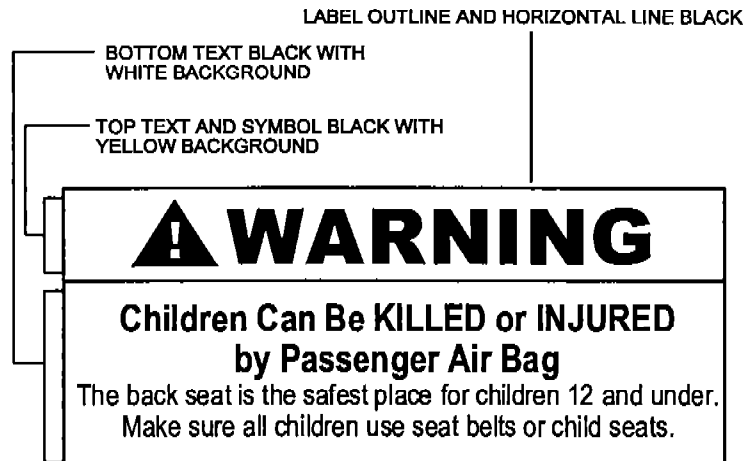 LABEL OUTLINE AND HORIZONTAL LINE BLACK
BOTTOM TEXT BLACK WITH
WHITE BACKGROUND
TOP TEXT AND SYMBOL BLACK WITH
YELLOW BACKGROUND
WARNING
Children Can Be KILLED or INJURED
by Passenger Air Bag
The back seat is the safest place for children 12 and under.
Make sure all children use seat belts or child seats.